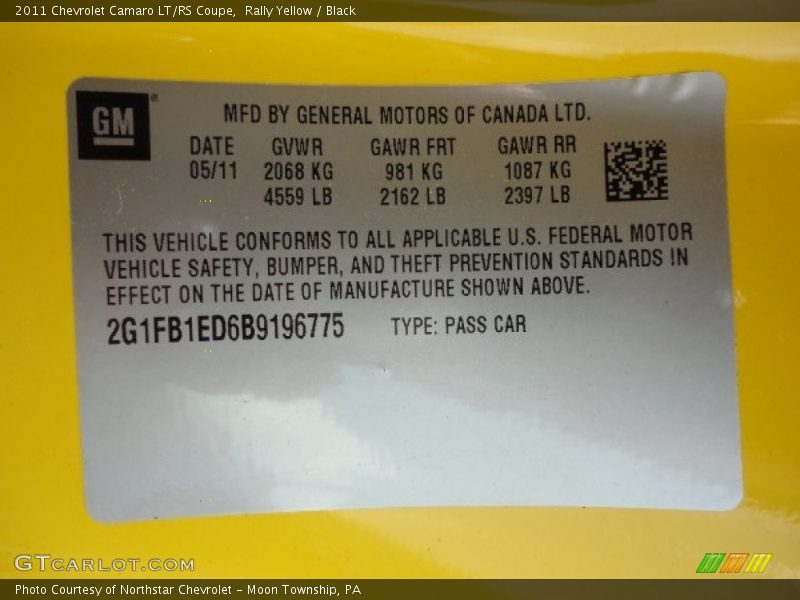 2011 Chevrolet Camaro LT/RS Coupe,  Rally Yellow / Black
GM®
MFD BY GENERAL MOTORS OF CANADA LTD.
DATE GVWR GAWR FRT GAWR RR
05/11 2068 KG 981 KG 1087 KG
4559 LB 2162 LB 2397 LB
THIS VEHICLE CONFORMS TO ALL APPLICABLE U.S. FEDERAL MOTOR
VEHICLE SAFETY, BUMPER, AND THEFT PREVENTION STANDARDS IN
EFFECT ON THE DATE OF MANUFACTURE SHOWN ABOVE.
2G1FB1ED6B9196775 TYPE: PASS CAR
GTCARLOT.COM
Photo Courtesy of Northstar Chevrolet - Moon Township, PA